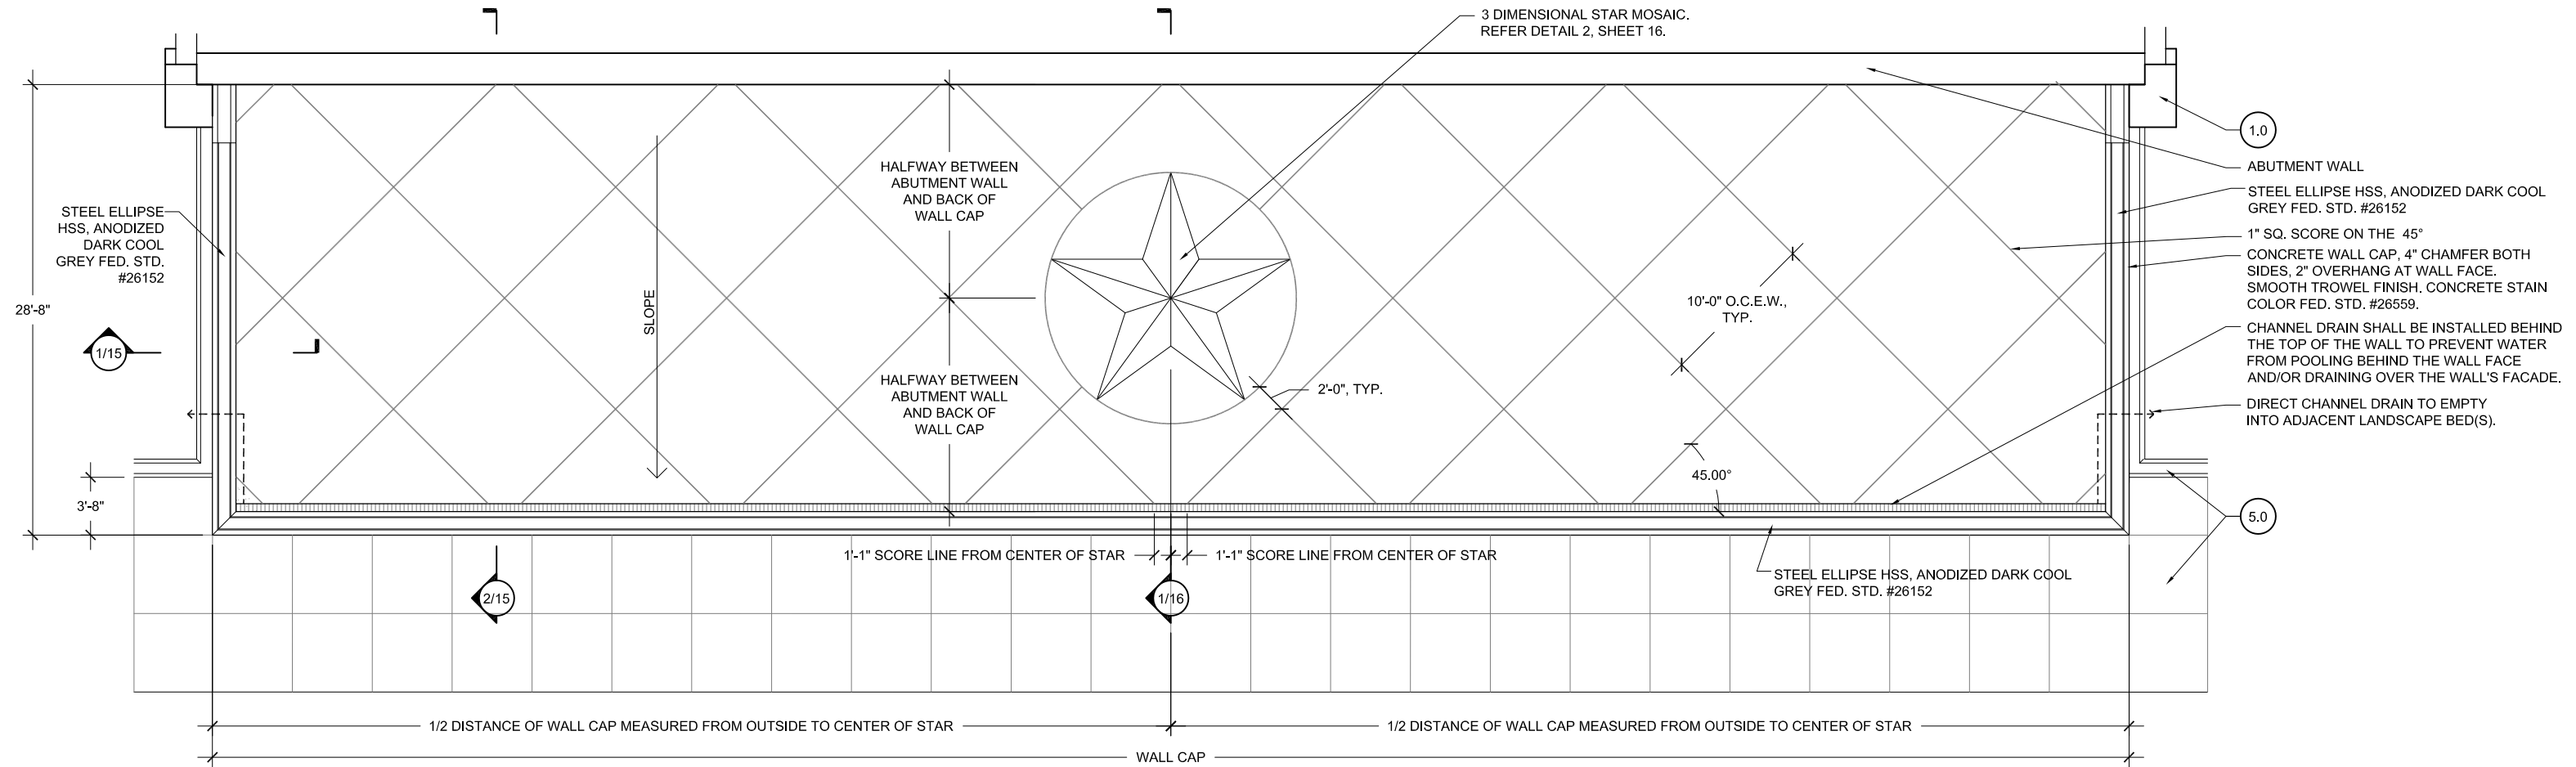 3 DIMENSIONAL STAR MOSAIC.
REFER DETAIL 2, SHEET 16.
1.0
ABUTMENT WALL
STEEL ELLIPSE HSS, ANODIZED DARK COOL
GREY FED. STD. #26152
1" SQ. SCORE ON THE 45°
CONCRETE WALL CAP, 4" CHAMFER BOTH
SIDES, 2" OVERHANG AT WALL FACE.
SMOOTH TROWEL FINISH. CONCRETE STAIN
COLOR FED. STD. #26559.
CHANNEL DRAIN SHALL BE INSTALLED BEHIND
THE TOP OF THE WALL TO PREVENT WATER
FROM POOLING BEHIND THE WALL FACE
AND/OR DRAINING OVER THE WALL'S FACADE.
DIRECT CHANNEL DRAIN TO EMPTY
INTO ADJACENT LANDSCAPE BED(S).
5.0
STEEL ELLIPSE
HSS, ANODIZED
DARK COOL
GREY FED. STD.
#26152
28'-8"
1/15
3'-8"
SLOPE
HALFWAY BETWEEN
ABUTMENT WALL
AND BACK OF
WALL CAP
HALFWAY BETWEEN
ABUTMENT WALL
AND BACK OF
WALL CAP
10'-0" O.C.E.W.,
TYP.
2'-0", TYP.
45.00°
1'-1" SCORE LINE FROM CENTER OF STAR
1'-1" SCORE LINE FROM CENTER OF STAR
STEEL ELLIPSE HSS, ANODIZED DARK COOL
GREY FED. STD. #26152
2/15
1/16
1/2 DISTANCE OF WALL CAP MEASURED FROM OUTSIDE TO CENTER OF STAR
1/2 DISTANCE OF WALL CAP MEASURED FROM OUTSIDE TO CENTER OF STAR
WALL CAP